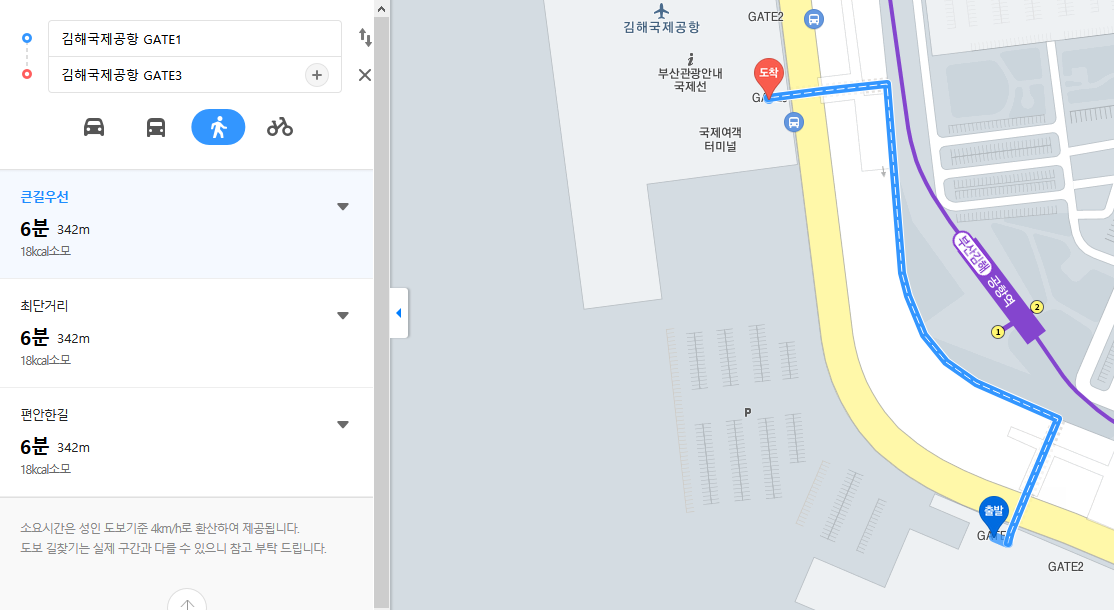 김해국제공항 GATE1
김해국제공항 GATE3
큰길우선
6분 342m
18kcal소모
최단거리
6분 342m
18kcal소모
편안한길
6분 342m
18kcal소모
소요시간은 성인 도보기준 4km/h로 환산하여 제공됩니다.
도보 길찾기는 실제 구간과 다를 수 있으니 참고 부탁 드립니다.
GATE2
김해국제공항
부산관광안내
국제선
도착
국제여객
터미널
부산김해 공항역
2
1
P
출발
GATE2